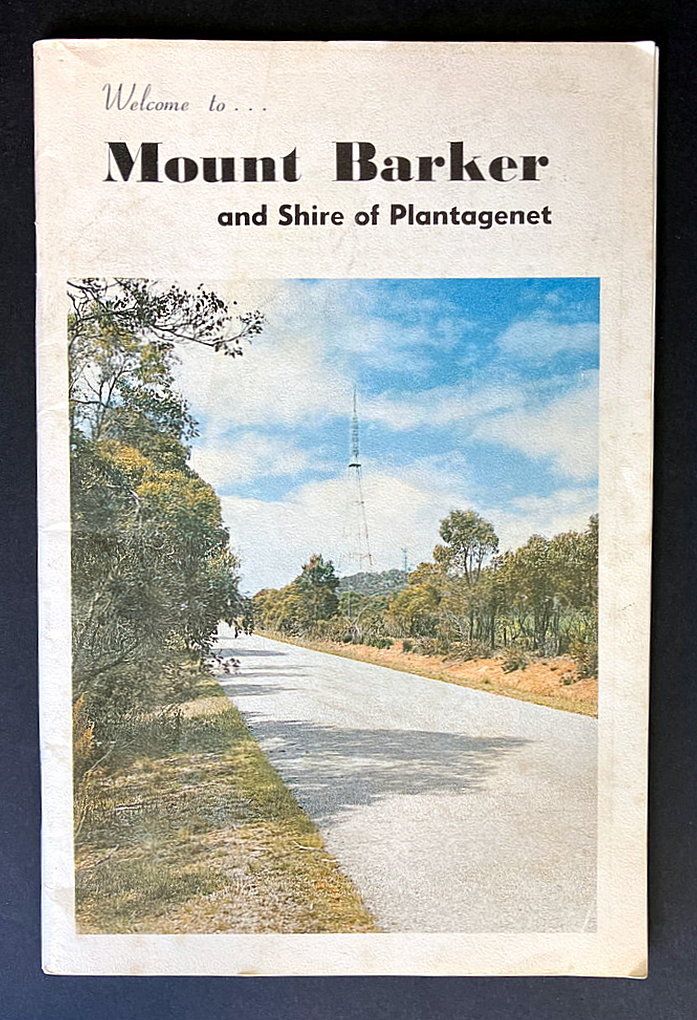 Welcome to...
Mount Barker
and Shire of Plantagenet